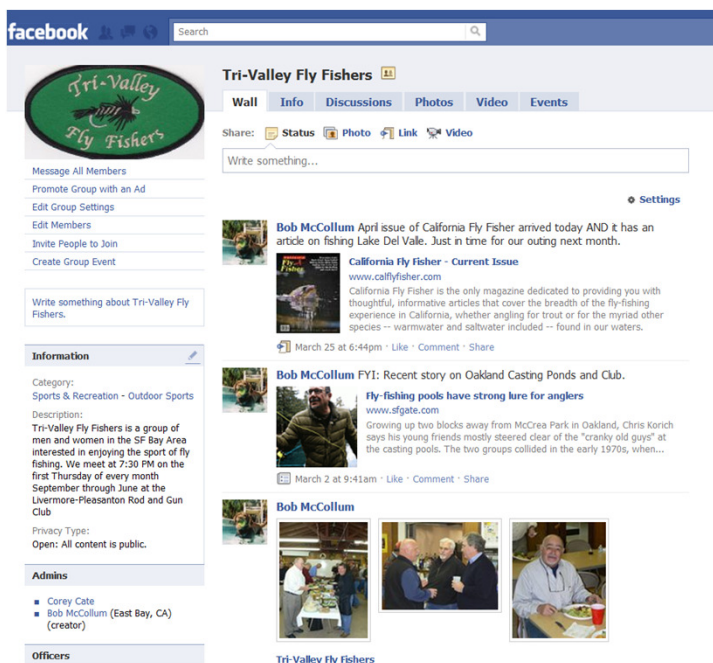 facebook
Search
Tri-Valley
Fly Fishers
Message All Members
Promote Group with an Ad
Edit Group Settings
Edit Members
Invite People to Join
Create Group Event
Write something about Tri-Valley Fly
Fishers.
Information
Category:
Sports & Recreation - Outdoor Sports
Description:
Tri-Valley Fly Fishers is a group of
men and women in the SF Bay Area
interested in enjoying the sport of fly
fishing. We meet at 7:30 PM on the
first Thursday of every month
September through June at the
Livermore-Pleasanton Rod and Gun
Club
Privacy Type:
Open: All content is public.
Admins
Corey Cate
Bob McCollum (East Bay, CA)
(creator)
Officers
Tri-Valley Fly Fishers
Wall Info Discussions Photos Video Events
Share: Status Photo Link Video
Write something...
Settings
Bob McCollum April issue of California Fly Fisher arrived today AND it has an
article on fishing Lake Del Valle. Just in time for our outing next month.
Fly
Fisher
California Fly Fisher - Current Issue
www.calflyfisher.com
California Fly Fisher is the only magazine dedicated to providing you with
thoughtful, informative articles that cover the breadth of the fly-fishing
experience in California, whether angling for trout or for the myriad other
species -- warmwater and saltwater included -- found in our waters.
March 25 at 6:44pm · Like · Comment · Share
Bob McCollum FYI: Recent story on Oakland Casting Ponds and Club.
Fly-fishing pools have strong lure for anglers
www.sfgate.com
Growing up two blocks away from McCrea Park in Oakland, Chris Korich
says his young friends mostly steered clear of the "cranky old guys" at
the casting pools. The two groups collided in the early 1970s, when...
March 2 at 9:41am · Like · Comment · Share
Bob McCollum
Tri-Valley Fly Fishers